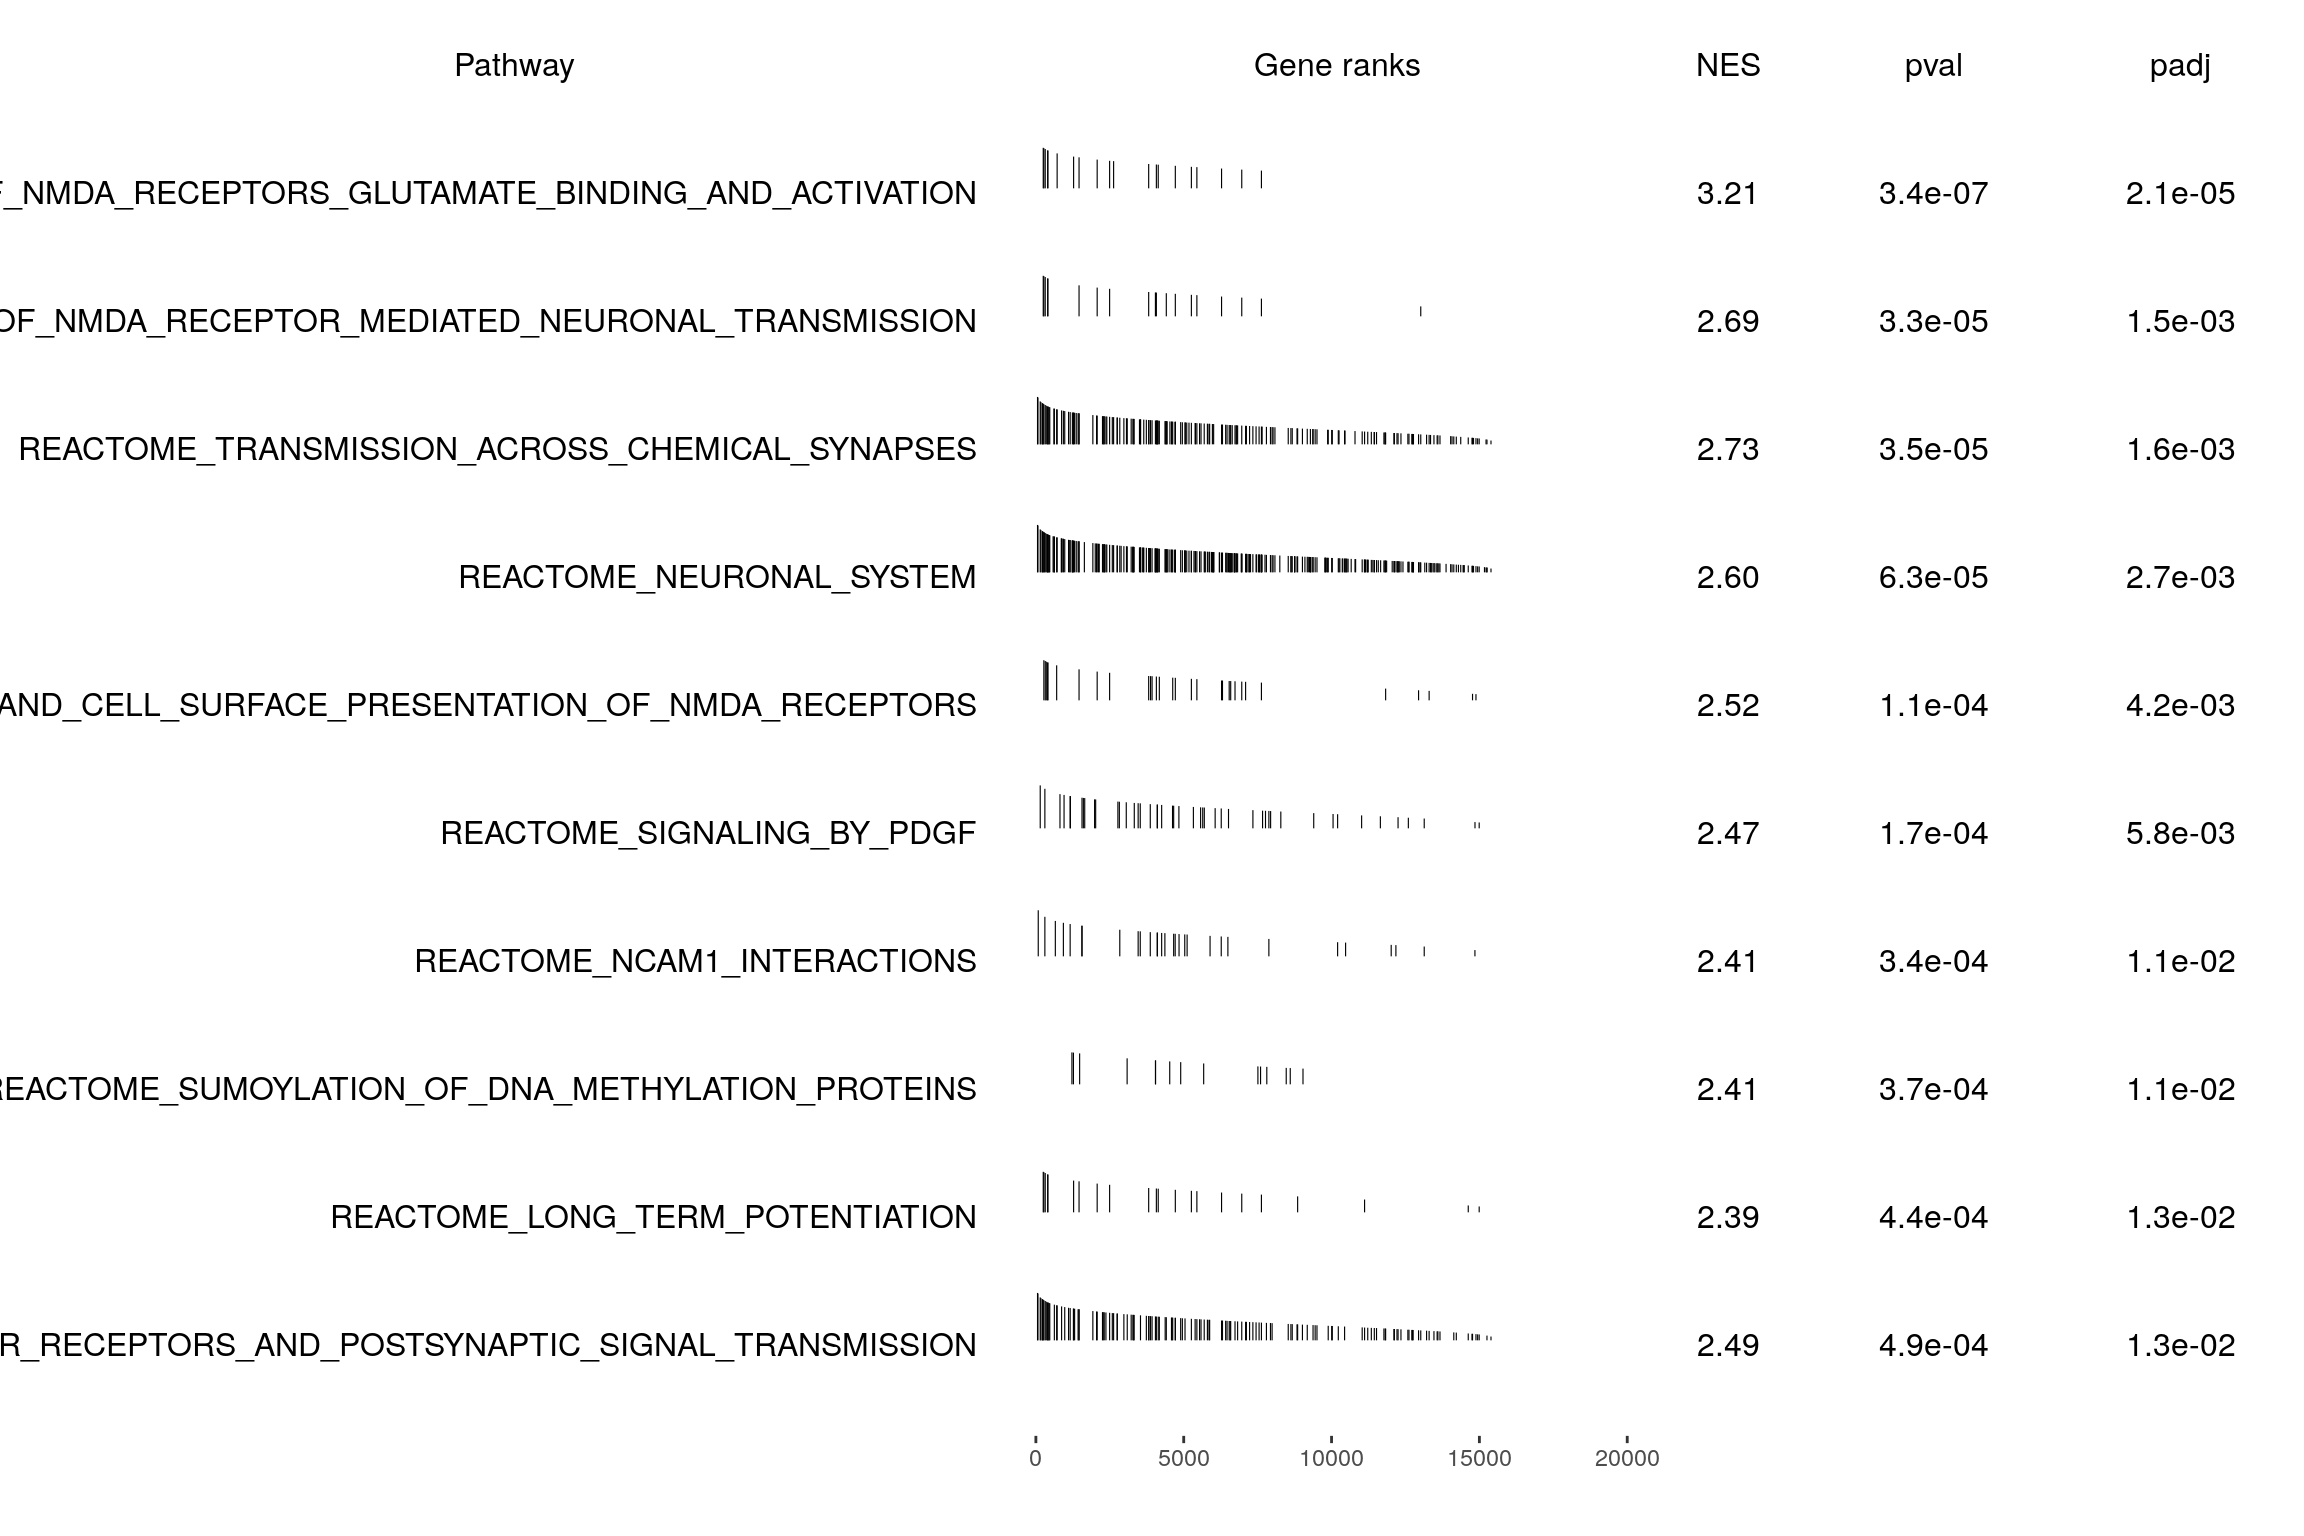 Pathway Gene ranks NES pval padj
F_NMDA_RECEPTORS_GLUTAMATE_BINDING_AND_ACTIVATION 3.21 3.4e-07 2.1e-05
OF_NMDA_RECEPTOR_MEDIATED_NEURONAL_TRANSMISSION 2.69 3.3e-05 1.5e-03
REACTOME_TRANSMISSION_ACROSS_CHEMICAL_SYNAPSES 2.73 3.5e-05 1.6e-03
REACTOME_NEURONAL_SYSTEM 2.60 6.3e-05 2.7e-03
AND_CELL_SURFACE_PRESENTATION_OF_NMDA_RECEPTORS 2.52 1.1e-04 4.2e-03
REACTOME_SIGNALING_BY_PDGF 2.47 1.7e-04 5.8e-03
REACTOME_NCAM1_INTERACTIONS 2.41 3.4e-04 1.1e-02
REACTOME_SUMOYLATION_OF_DNA_METHYLATION_PROTEINS 2.41 3.7e-04 1.1e-02
REACTOME_LONG_TERM_POTENTIATION 2.39 4.4e-04 1.3e-02
R_RECEPTORS_AND_POSTSYNAPTIC_SIGNAL_TRANSMISSION 2.49 4.9e-04 1.3e-02
0 5000 10000 15000 20000